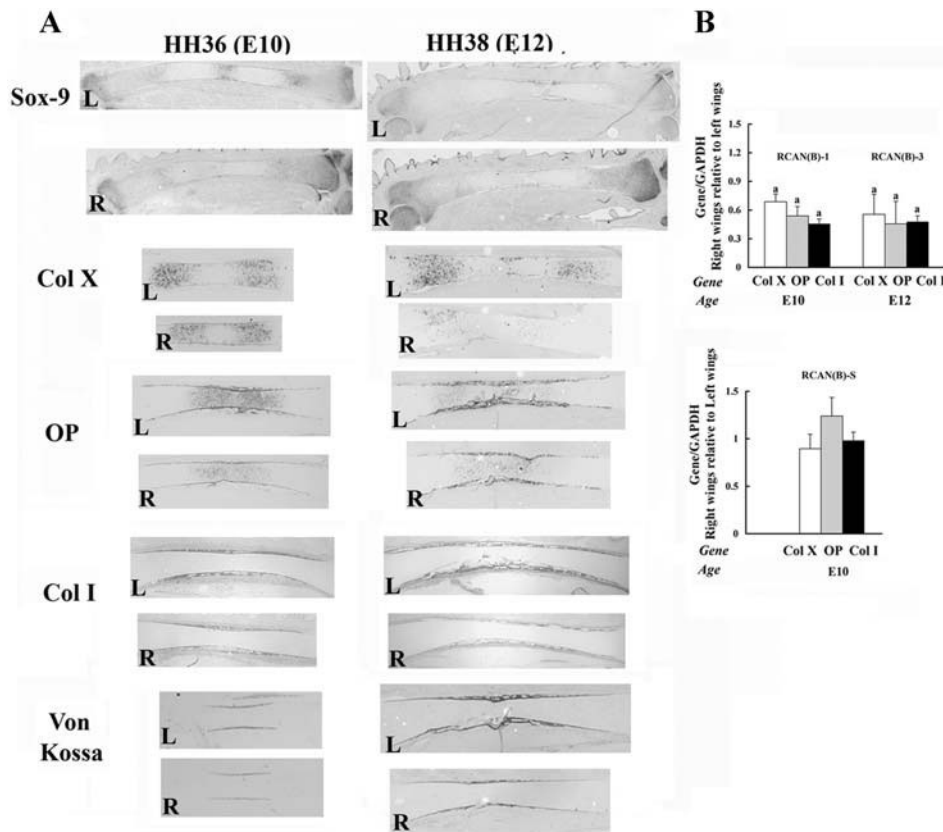 A
HH36 (E10)
HH38 (E12)
Sox-9
L
L
R
R
Col X
L
L
R
R
OP
L
L
R
R
Col I
L
L
R
R
Von
Kossa
L
L
R
R
B
Gene/GAPDH
Right wings relative to left wings
1.5
1.2
0.9
0.6
0.3
0
RCAN(B)-1
RCAN(B)-3
a a a a a a
Gene Col X OP Col I Col X OP Col I
Age E10 E12
Gene/GAPDH
Right wings relative to Left wings
1.5
1
0.5
0
RCAN(B)-S
Gene Col X OP Col I
Age E10